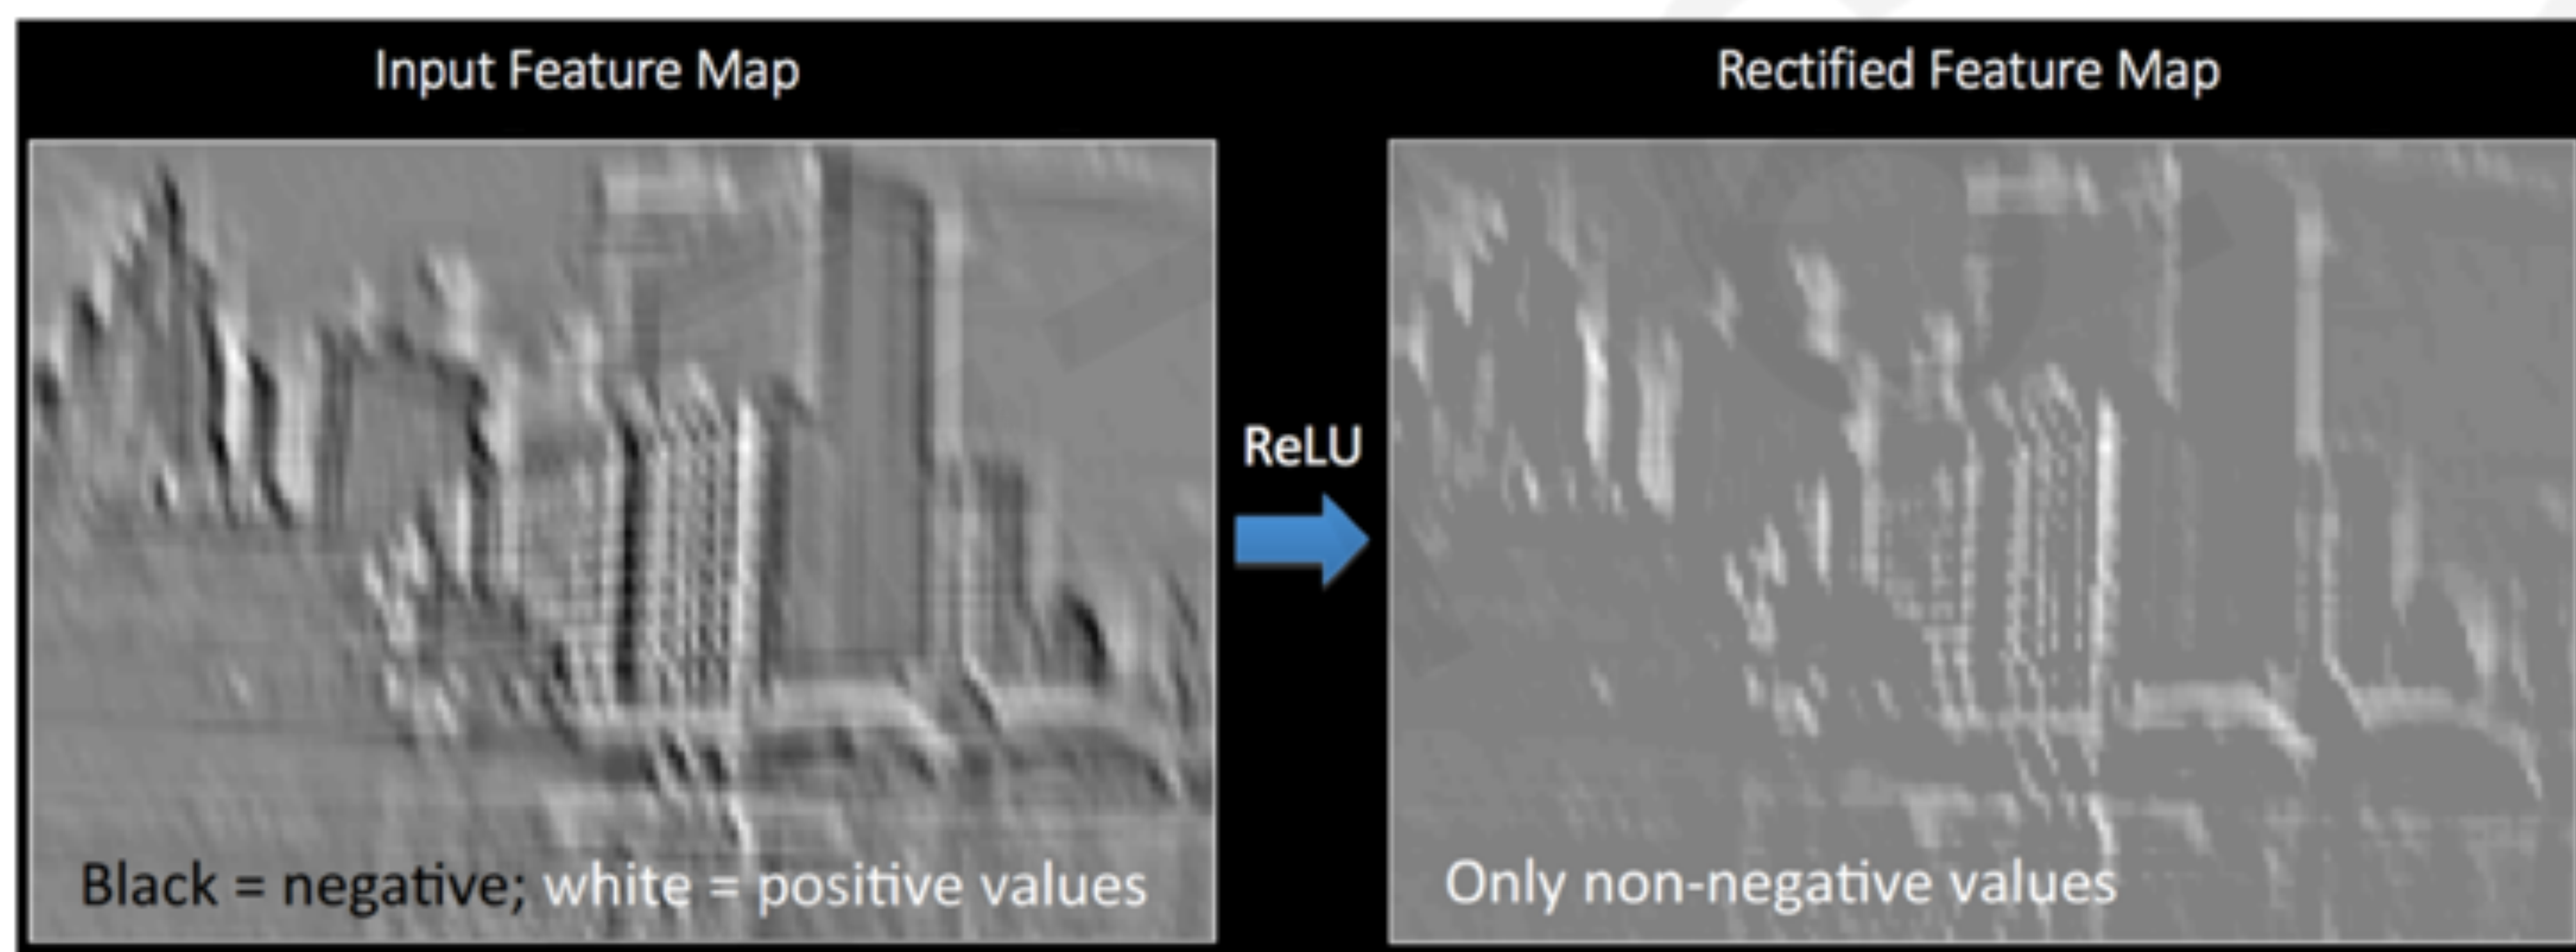 Input Feature Map
Rectified Feature Map
ReLU
Black = negative; white = positive values
Only non-negative values